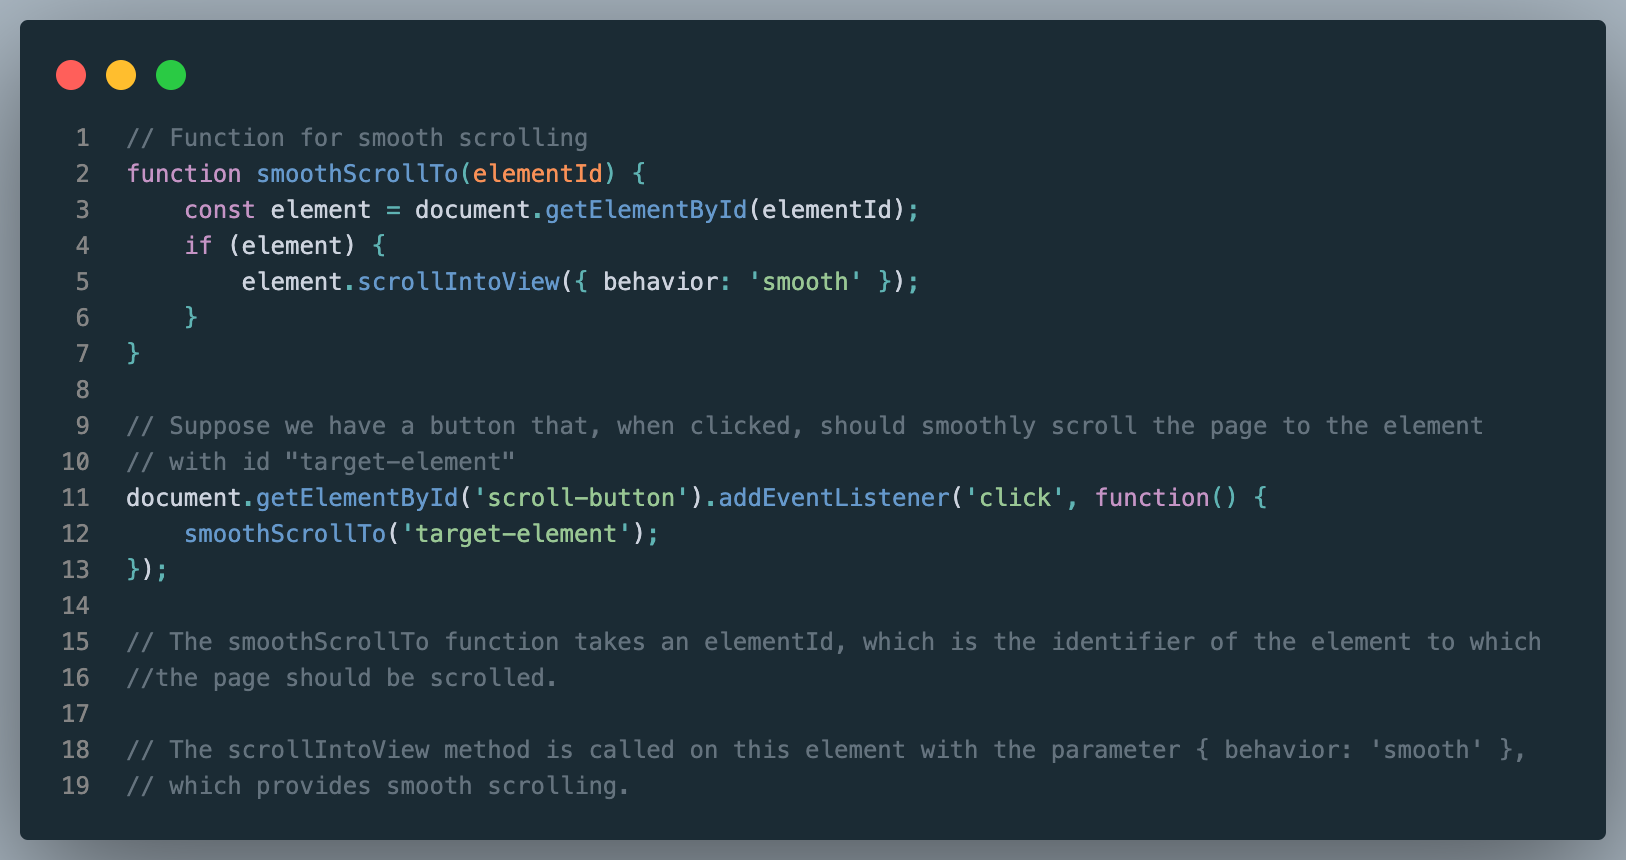 1 // Function for smooth scrolling
2 function smoothScrollTo(elementId) {
3     const element = document.getElementById(elementId);
4     if (element) {
5         element.scrollIntoView({ behavior: 'smooth' });
6     }
7 }
8
9 // Suppose we have a button that, when clicked, should smoothly scroll the page to the element
10 // with id "target-element"
11 document.getElementById('scroll-button').addEventListener('click', function() {
12     smoothScrollTo('target-element');
13 });
14
15 // The smoothScrollTo function takes an elementId, which is the identifier of the element to which
16 //the page should be scrolled.
17
18 // The scrollIntoView method is called on this element with the parameter { behavior: 'smooth' },
19 // which provides smooth scrolling.